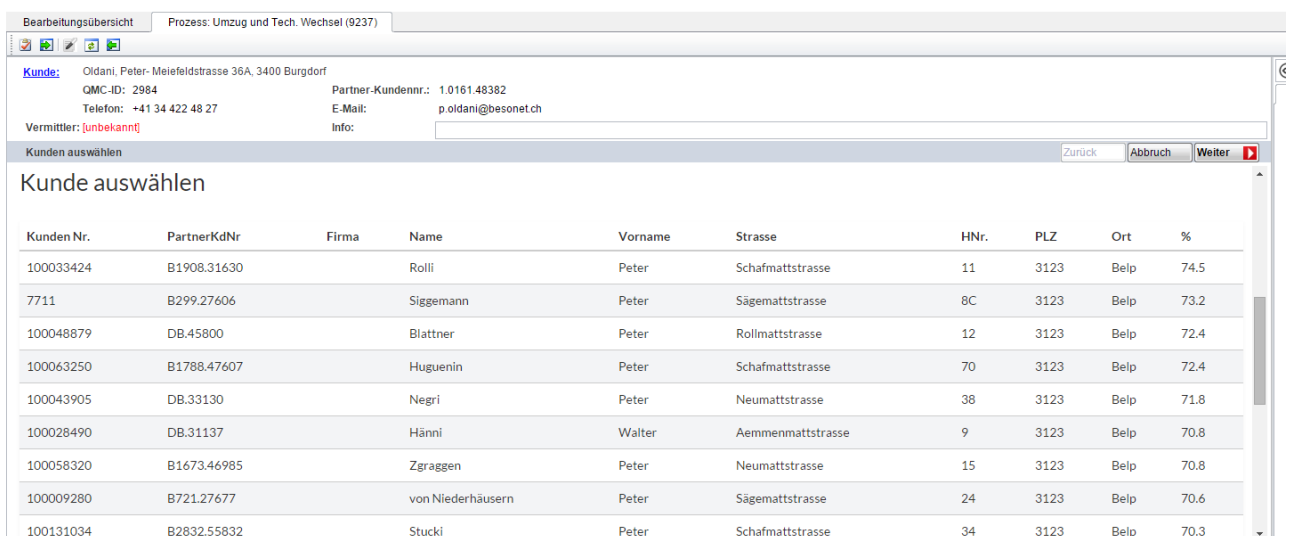 Bearbeitungsübersicht Prozess: Umzug und Tech. Wechsel (9237)
Kunde: Oldani, Peter- Meiefeldstrasse 36A, 3400 Burgdorf
QMC-ID: 2984 Partner-Kundennr.: 1.0161.48382
Telefon: +41 34 422 48 27 E-Mail: p.oldani@besonet.ch
Vermittler: [unbekannt] Info:
Kunden auswählen Zurück Abbruch Weiter
Kunde auswählen
Kunden Nr. PartnerKdNr Firma Name Vorname Strasse HNr. PLZ Ort %
100033424 B1908.31630 Rolli Peter Schafmattstrasse 11 3123 Belp 74.5
7711 B299.27606 Siggemann Peter Sägemattstrasse 8C 3123 Belp 73.2
100048879 DB.45800 Blattner Peter Rollmattstrasse 12 3123 Belp 72.4
100063250 B1788.47607 Huguenin Peter Schafmattstrasse 70 3123 Belp 72.4
100043905 DB.33130 Negri Peter Neumattstrasse 38 3123 Belp 71.8
100028490 DB.31137 Hänni Walter Aemmenmattstrasse 9 3123 Belp 70.8
100058320 B1673.46985 Zgraggen Peter Neumattstrasse 15 3123 Belp 70.8
100009280 B721.27677 von Niederhäusern Peter Sägemattstrasse 24 3123 Belp 70.6
100131034 B2832.55832 Stucki Peter Schafmattstrasse 34 3123 Belp 70.3